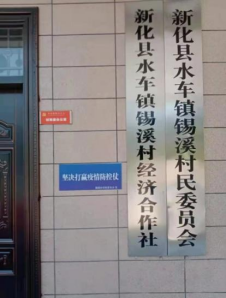 新化县水车镇锡溪村民委员会
新化县水车镇锡溪村经济合作社
坚决打赢疫情防控仗